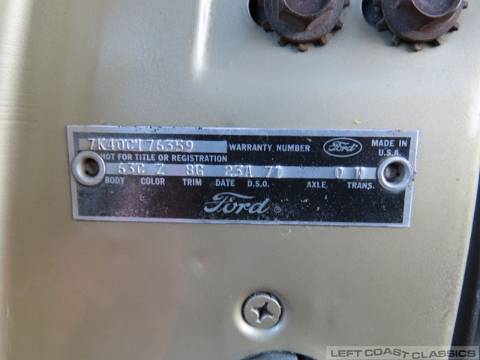 7K40C176359 WARRANTY NUMBER Ford MADE IN U.S.A.
NOT FOR TITLE OR REGISTRATION
63C Z 8G 23A 71 0 W
BODY COLOR TRIM DATE D.S.O. AXLE TRANS.
Ford
LEFT COAST CLASSICS